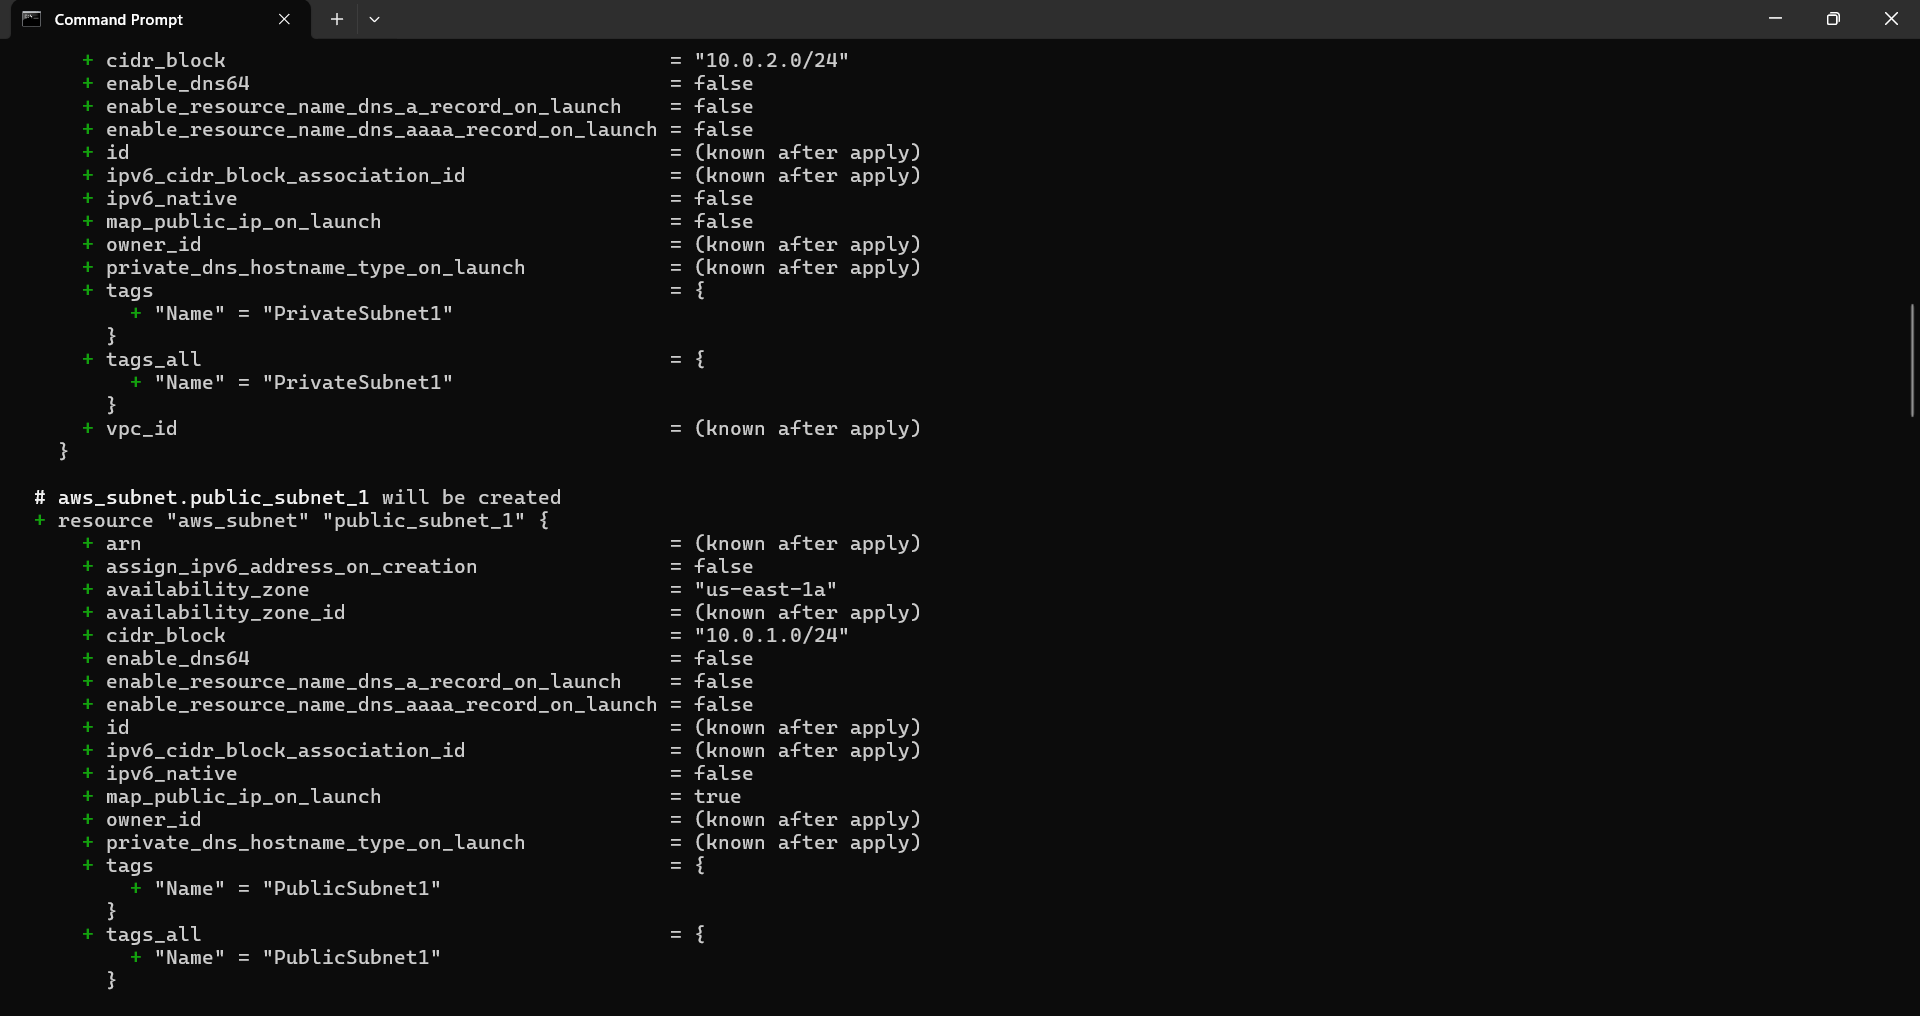 Command Prompt
+ cidr_block = "10.0.2.0/24"
+ enable_dns64 = false
+ enable_resource_name_dns_a_record_on_launch = false
+ enable_resource_name_dns_aaaa_record_on_launch = false
+ id = (known after apply)
+ ipv6_cidr_block_association_id = (known after apply)
+ ipv6_native = false
+ map_public_ip_on_launch = false
+ owner_id = (known after apply)
+ private_dns_hostname_type_on_launch = (known after apply)
+ tags = {
+ "Name" = "PrivateSubnet1"
}
+ tags_all = {
+ "Name" = "PrivateSubnet1"
}
+ vpc_id = (known after apply)
}
# aws_subnet.public_subnet_1 will be created
+ resource "aws_subnet" "public_subnet_1" {
+ arn = (known after apply)
+ assign_ipv6_address_on_creation = false
+ availability_zone = "us-east-1a"
+ availability_zone_id = (known after apply)
+ cidr_block = "10.0.1.0/24"
+ enable_dns64 = false
+ enable_resource_name_dns_a_record_on_launch = false
+ enable_resource_name_dns_aaaa_record_on_launch = false
+ id = (known after apply)
+ ipv6_cidr_block_association_id = (known after apply)
+ ipv6_native = false
+ map_public_ip_on_launch = true
+ owner_id = (known after apply)
+ private_dns_hostname_type_on_launch = (known after apply)
+ tags = {
+ "Name" = "PublicSubnet1"
}
+ tags_all = {
+ "Name" = "PublicSubnet1"
}